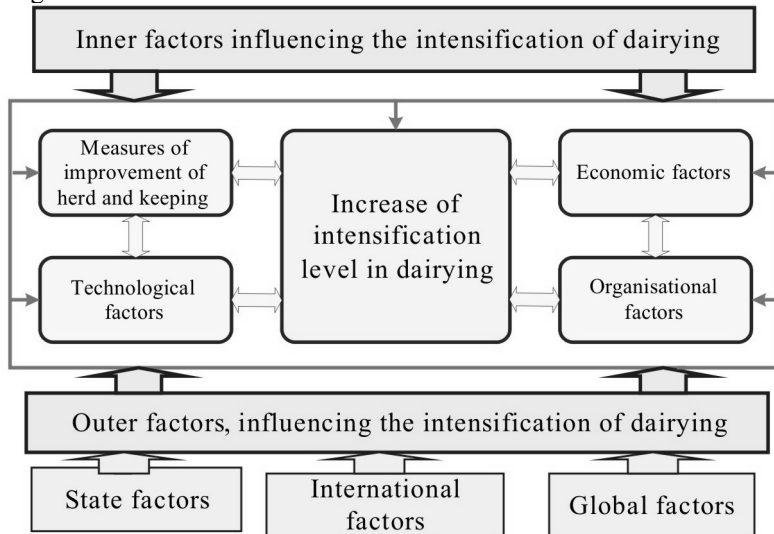 Inner factors influencing the intensification of dairying
Measures of
improvement of
herd and keeping
Increase of
intensification
level in dairying
Economic factors
Technological
factors
Organisational
factors
Outer factors, influencing the intensification of dairying
State factors
International
factors
Global factors